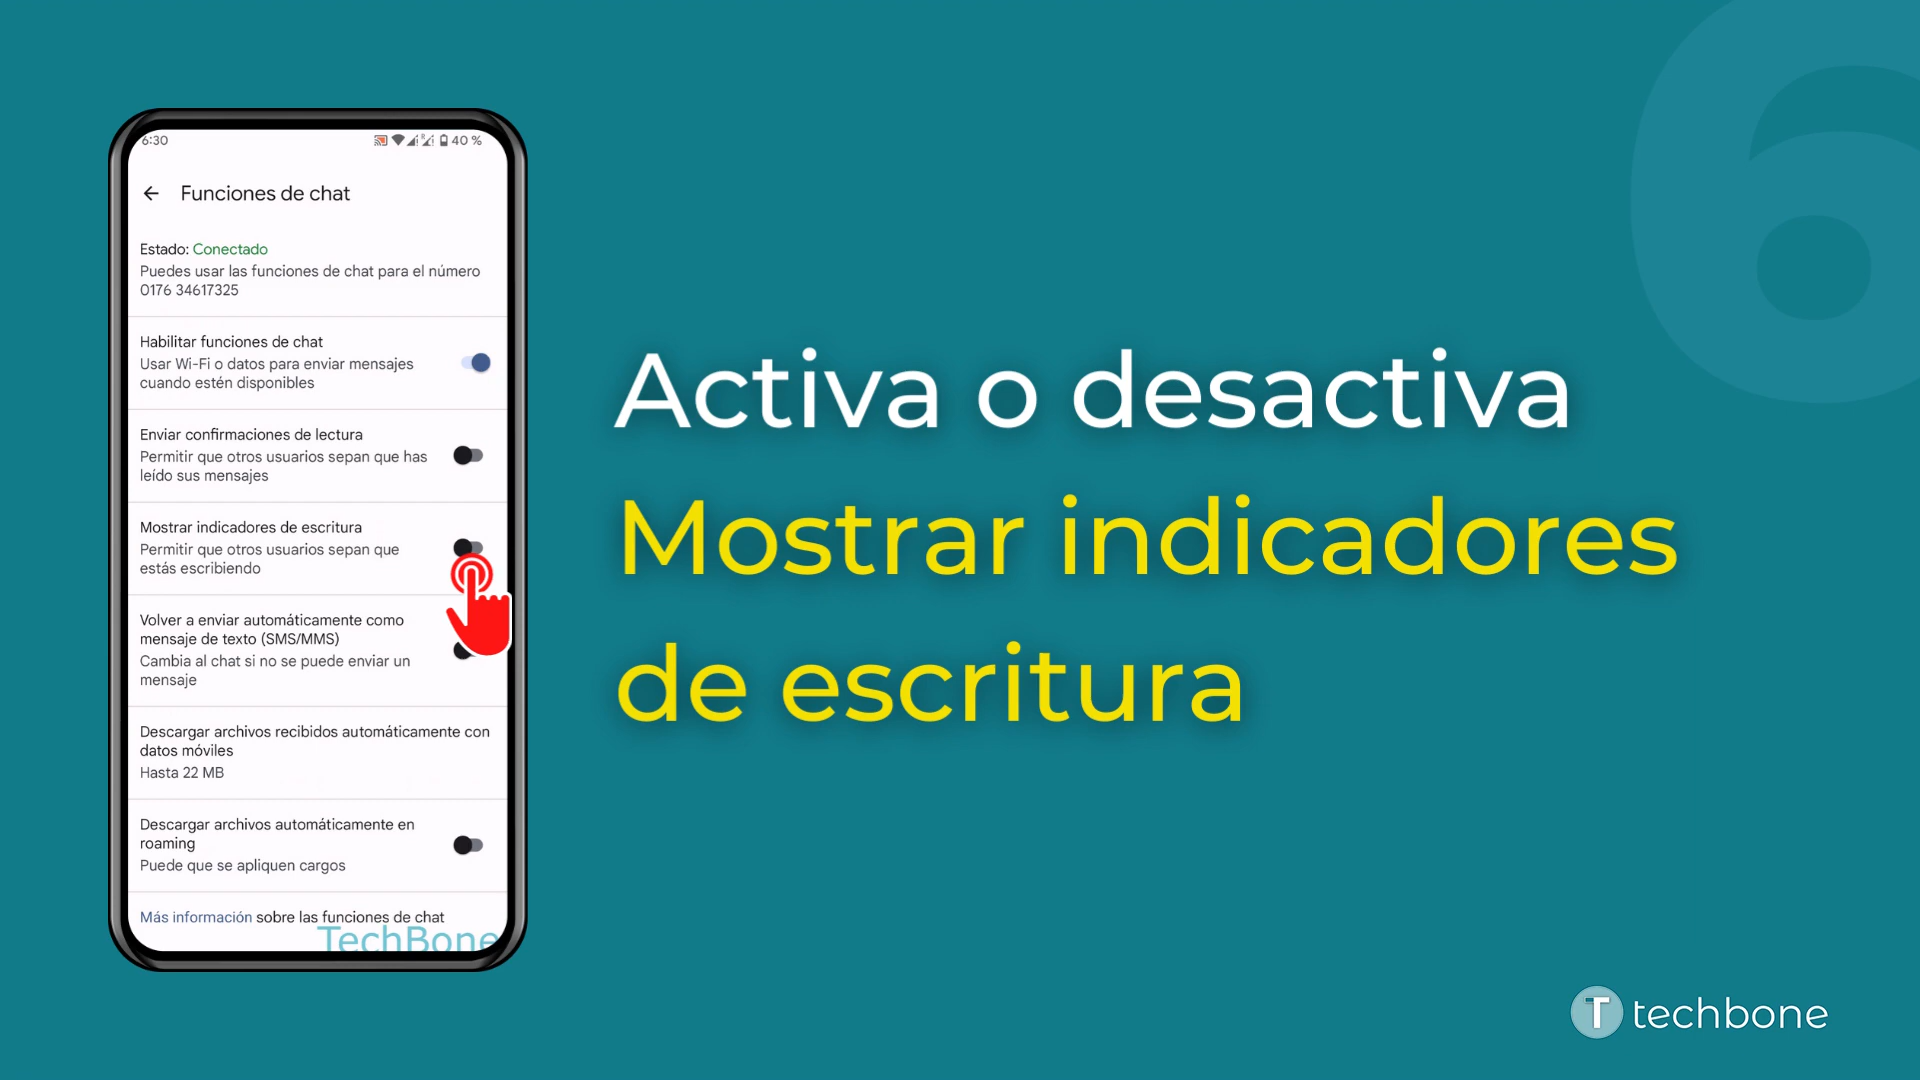 6
6:30
40 %
Funciones de chat
Estado: Conectado
Puedes usar las funciones de chat para el número
0176 34617325
Habilitar funciones de chat
Usar Wi-Fi o datos para enviar mensajes
cuando estén disponibles
Enviar confirmaciones de lectura
Permitir que otros usuarios sepan que has
leído sus mensajes
Mostrar indicadores de escritura
Permitir que otros usuarios sepan que
estás escribiendo
Volver a enviar automáticamente como
mensaje de texto (SMS/MMS)
Cambia al chat si no se puede enviar un
mensaje
Descargar archivos recibidos automáticamente con
datos móviles
Hasta 22 MB
Descargar archivos automáticamente en
roaming
Puede que se apliquen cargos
Más información sobre las funciones de chat
TechBone
Activa o desactiva
Mostrar indicadores
de escritura
T techbone